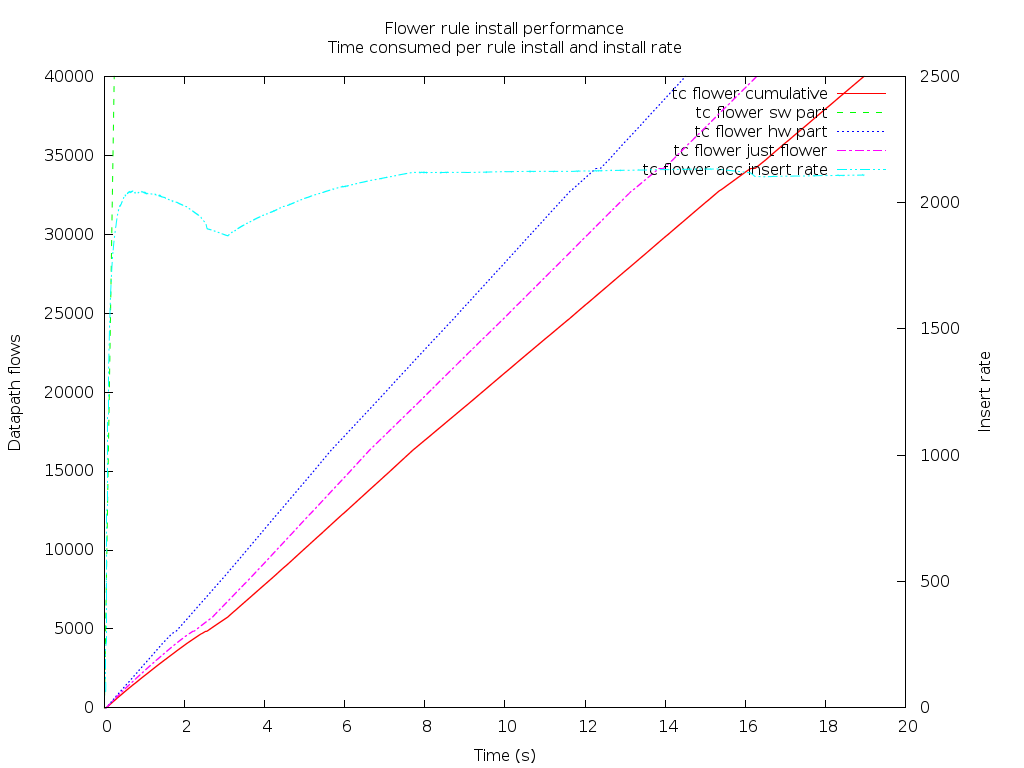 Flower rule install performance
Time consumed per rule install and install rate
40000
35000
30000
25000
20000
15000
10000
5000
0
Datapath flows
tc flower cumulative
tc flower sw part
tc flower hw part
tc flower just flower
tc flower acc insert rate
2500
2000
1500
1000
500
0
Insert rate
0 2 4 6 8 10 12 14 16 18 20
Time (s)